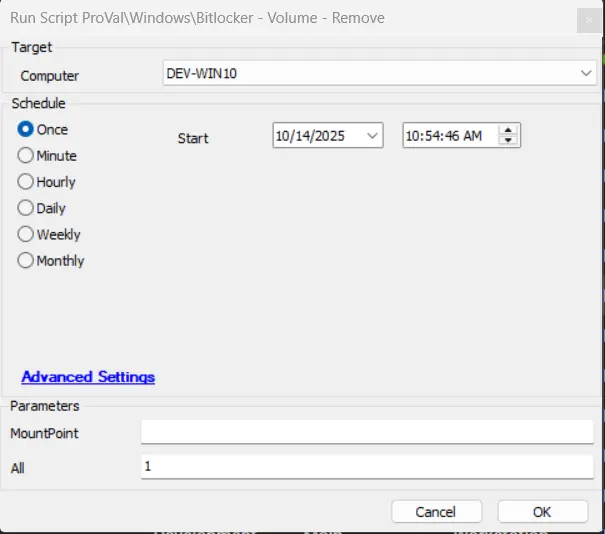 Run Script ProVal\Windows\Bitlocker - Volume - Remove
Target
Computer DEV-WIN10
Schedule
Once Start 10/14/2025 10:54:46 AM
Minute
Hourly
Daily
Weekly
Monthly
Advanced Settings
Parameters
MountPoint
All 1
Cancel OK